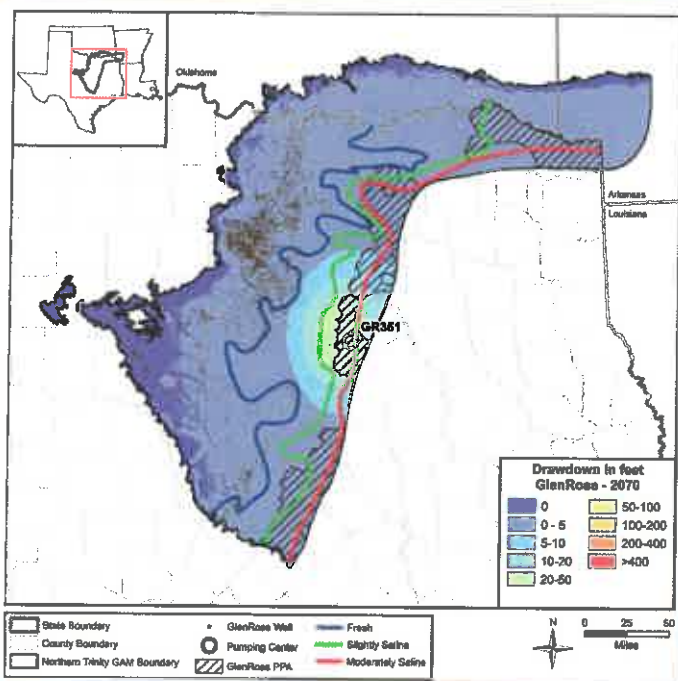 Oklahoma
Arkansas
Louisiana
GR351
Drawdown in feet
GlenRose - 2070
0
0 - 5
5-10
10-20
20-50
50-100
100-200
200-400
>400
State Boundary
County Boundary
Northern Trinity GAM Boundary
GlenRose Well
Pumping Center
GlenRose PPA
Fresh
Slightly Saline
Moderately Saline
N
0 25 50
Miles